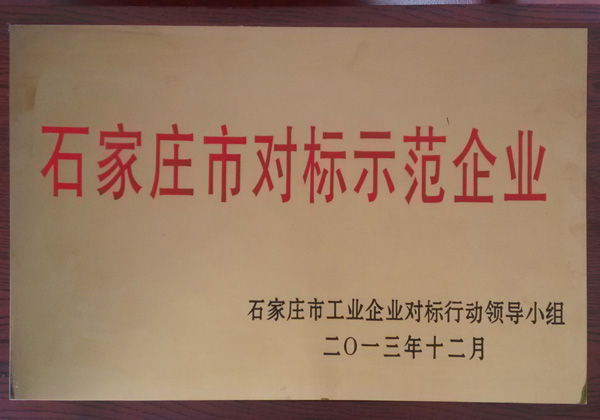 石家庄市对标示范企业
石家庄市工业企业对标行动领导小组
二〇一三年十二月